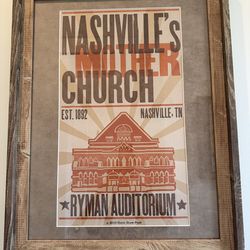 NASHVILLE'S
MOTHER
CHURCH
EST. 1892 NASHVILLE, TN
★ RYMAN AUDITORIUM ★